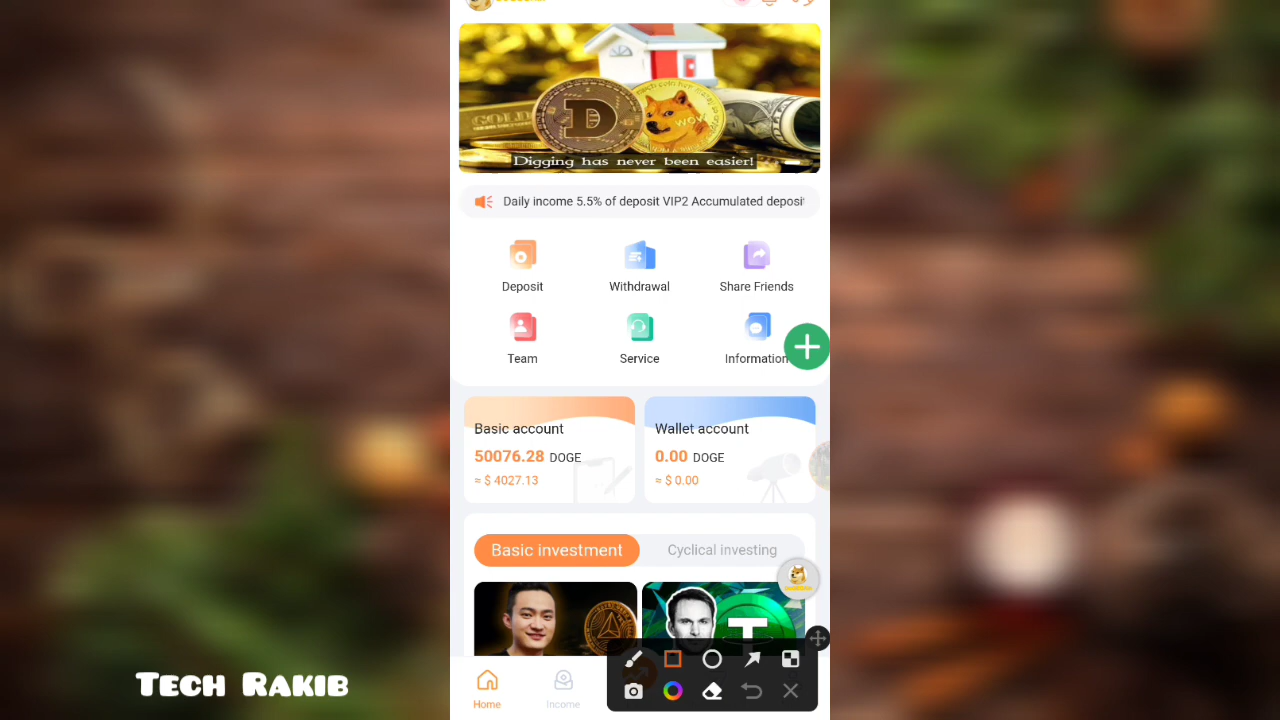 Digging has never been easier!
Daily income 5.5% of deposit VIP2 Accumulated deposit
Deposit
Withdrawal
Share Friends
Team
Service
Information
Basic account
50076.28 DOGE
≈ $ 4027.13
Wallet account
0.00 DOGE
≈ $ 0.00
Basic investment
Cyclical investing
Home
Income
GOLD
D
WOW
TECH RAKIB